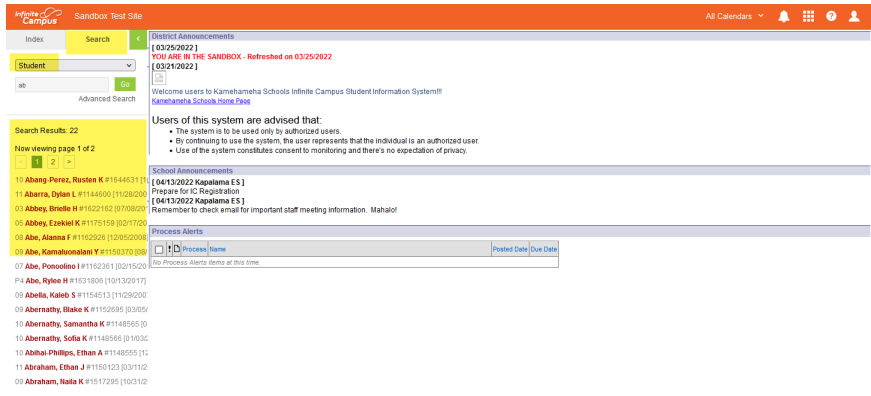 Infinite Campus
Sandbox Test Site
All Calendars
Index
Search
Student
ab
Go
Advanced Search
Search Results: 22
Now viewing page 1 of 2
1 2 >
10 Abang-Perez, Rusten K #1644631
11 Abarra, Dylan L #1144600 [11/28/200
03 Abbey, Brielle H #1622162 [07/08/20
05 Abbey, Ezekiel K #1175159 [02/17/20
08 Abe, Alanna F #1162926 [12/05/2008]
09 Abe, Kamaluonalani Y #1150370 [08/
07 Abe, Ponoolino I #1162361 [02/15/20
P4 Abe, Rylee H #1631806 [10/13/2017]
09 Abella, Kaleb S #1154513 [11/29/200
09 Abernathy, Blake K #1152695 [03/05/
10 Abernathy, Samantha K #1148565 [0
10 Abernathy, Sofia K #1148566 [01/03/2
10 Abihai-Phillips, Ethan A #1148555 [12
11 Abraham, Ethan J #1150123 [03/11/2
09 Abraham, Naila K #1517295 [10/31/2
District Announcements
[ 03/25/2022 ]
YOU ARE IN THE SANDBOX - Refreshed on 03/25/2022
[ 03/21/2022 ]
Welcome users to Kamehameha Schools Infinite Campus Student Information System!!!
Kamehameha Schools Home Page
Users of this system are advised that:
• The system is to be used only by authorized users.
• By continuing to use the system, the user represents that the individual is an authorized user.
• Use of the system constitutes consent to monitoring and there's no expectation of privacy.
School Announcements
[ 04/13/2022 Kapalama ES ]
Prepare for IC Registration
[ 04/13/2022 Kapalama ES ]
Remember to check email for important staff meeting information. Mahalo!
Process Alerts
! Process Name Posted Date Due Date
No Process Alerts items at this time.